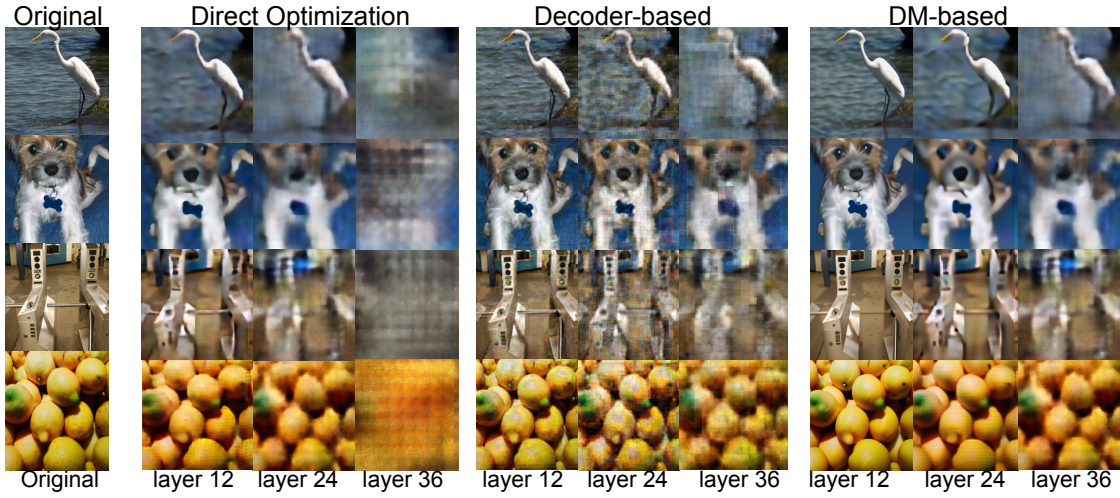 Original Direct Optimization Decoder-based DM-based
Original layer 12 layer 24 layer 36 layer 12 layer 24 layer 36 layer 12 layer 24 layer 36